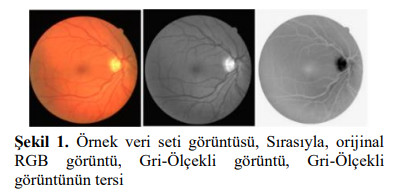 Şekil 1. Örnek veri seti görüntüsü, Sırasıyla, orijinal
RGB görüntü, Gri-Ölçekli görüntü, Gri-Ölçekli
görüntünün tersi